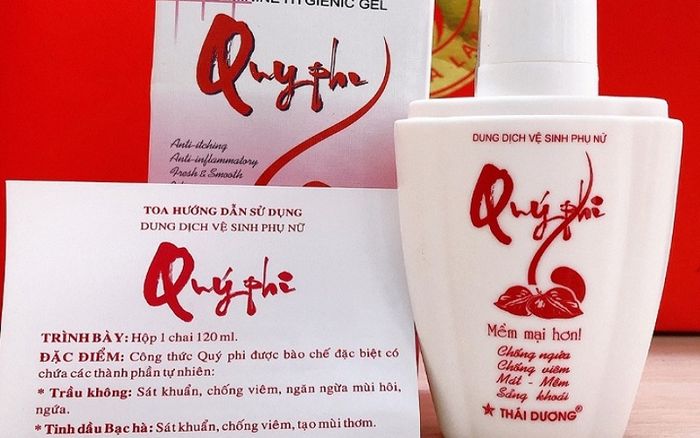 HYGIENIC GEL
Quý phi
Anti-itching
Anti-inflammatory
Fresh & Smooth
TOA HƯỚNG DẪN SỬ DỤNG
DUNG DỊCH VỆ SINH PHỤ NỮ
Quý phi
TRÌNH BÀY: Hộp 1 chai 120 ml.
ĐẶC ĐIỂM: Công thức Quý phi được bào chế đặc biệt có
chứa các thành phần tự nhiên:
* Trầu không: Sát khuẩn, chống viêm, ngăn ngừa mùi hôi,
ngứa.
* Tinh dầu Bạc hà: Sát khuẩn, chống viêm, tạo mùi thơm.
DUNG DỊCH VỆ SINH PHỤ NỮ
Quý phi
Mềm mại hơn!
Chống ngứa
Chống viêm
Mát - Mềm
Sảng khoái
★ THÁI DƯƠNG®